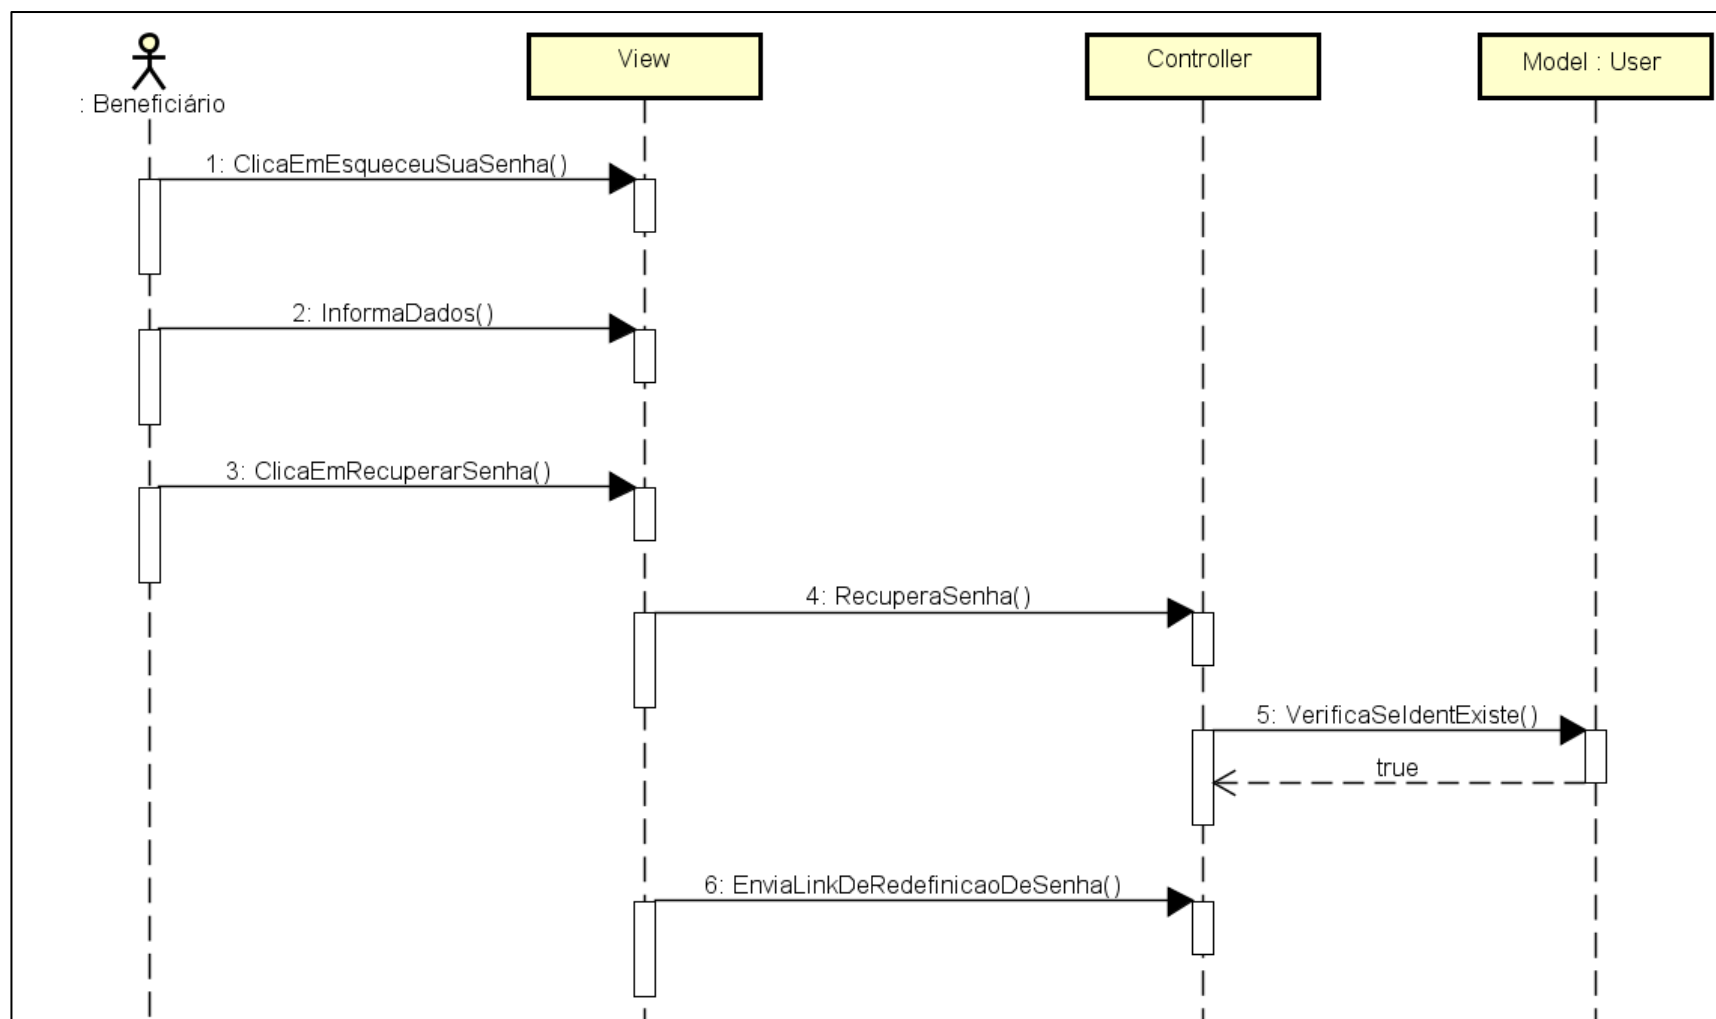 : Beneficiário
View
Controller
Model : User
1: ClicaEmEsqueceuSuaSenha()
2: InformaDados()
3: ClicaEmRecuperarSenha()
4: RecuperaSenha()
5: VerificaSeIdentExiste()
true
6: EnviaLinkDeRedefinicaoDeSenha()